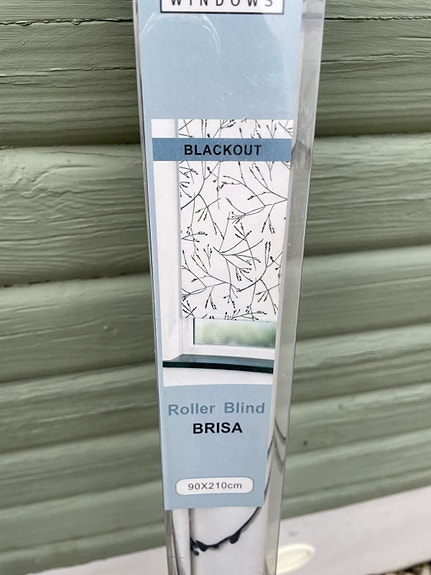 WINDOWS
BLACKOUT
Roller Blind
BRISA
90X210cm